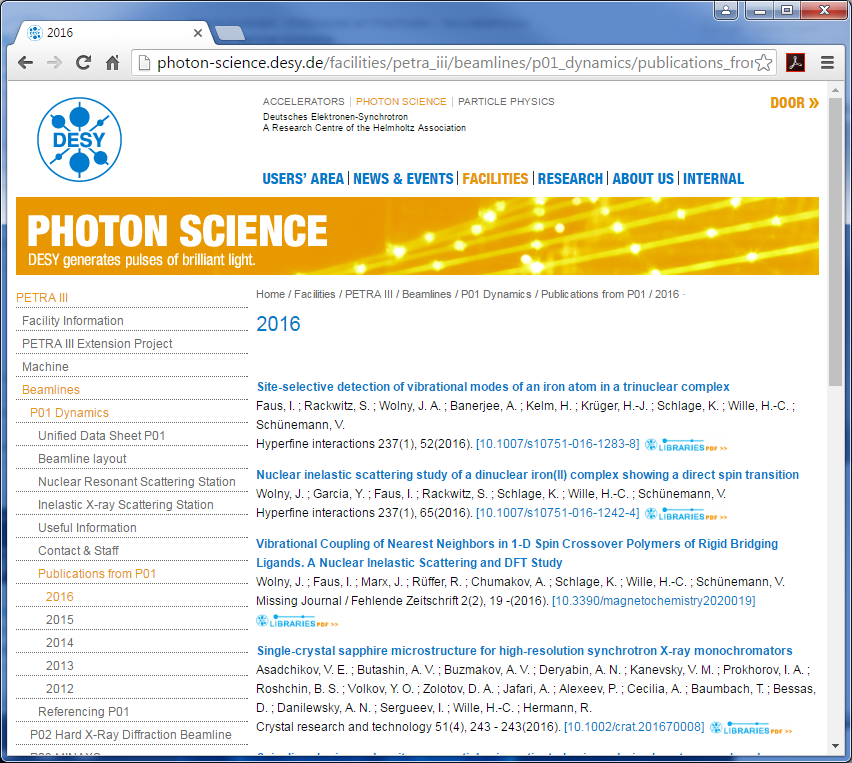 2016
photon-science.desy.de/facilities/petra_iii/beamlines/p01_dynamics/publications_fro
DESY
ACCELERATORS | PHOTON SCIENCE | PARTICLE PHYSICS
Deutsches Elektronen-Synchrotron
A Research Centre of the Helmholtz Association
DOOR »
USERS' AREA | NEWS & EVENTS | FACILITIES | RESEARCH | ABOUT US | INTERNAL
PHOTON SCIENCE
DESY generates pulses of brilliant light.
PETRA III
Facility Information
PETRA III Extension Project
Machine
Beamlines
P01 Dynamics
Unified Data Sheet P01
Beamline layout
Nuclear Resonant Scattering Station
Inelastic X-ray Scattering Station
Useful Information
Contact & Staff
Publications from P01
2016
2015
2014
2013
2012
Referencing P01
P02 Hard X-Ray Diffraction Beamline
Home / Facilities / PETRA III / Beamlines / P01 Dynamics / Publications from P01 / 2016 ·
2016
Site-selective detection of vibrational modes of an iron atom in a trinuclear complex
Faus, I. ; Rackwitz, S. ; Wolny, J. A. ; Banerjee, A. ; Kelm, H. ; Krüger, H.-J. ; Schlage, K. ; Wille, H.-C. ;
Schünemann, V.
Hyperfine interactions 237(1), 52(2016). [10.1007/s10751-016-1283-8] LIBRARIES PDF >>
Nuclear inelastic scattering study of a dinuclear iron(II) complex showing a direct spin transition
Wolny, J. ; Garcia, Y. ; Faus, I. ; Rackwitz, S. ; Schlage, K. ; Wille, H.-C. ; Schünemann, V.
Hyperfine interactions 237(1), 65(2016). [10.1007/s10751-016-1242-4] LIBRARIES PDF >>
Vibrational Coupling of Nearest Neighbors in 1-D Spin Crossover Polymers of Rigid Bridging
Ligands. A Nuclear Inelastic Scattering and DFT Study
Wolny, J. ; Faus, I. ; Marx, J. ; Rüffer, R. ; Chumakov, A. ; Schlage, K. ; Wille, H.-C. ; Schünemann, V.
Missing Journal / Fehlende Zeitschrift 2(2), 19 -(2016). [10.3390/magnetochemistry2020019]
LIBRARIES PDF >>
Single-crystal sapphire microstructure for high-resolution synchrotron X-ray monochromators
Asadchikov, V. E. ; Butashin, A. V. ; Buzmakov, A. V. ; Deryabin, A. N. ; Kanevsky, V. M. ; Prokhorov, I. A. ;
Roshchin, B. S. ; Volkov, Y. O. ; Zolotov, D. A. ; Jafari, A. ; Alexeev, P. ; Cecilia, A. ; Baumbach, T. ; Bessas,
D. ; Danilewsky, A. N. ; Sergueev, I. ; Wille, H.-C. ; Hermann, R.
Crystal research and technology 51(4), 243 - 243(2016). [10.1002/crat.201670008] LIBRARIES PDF >>